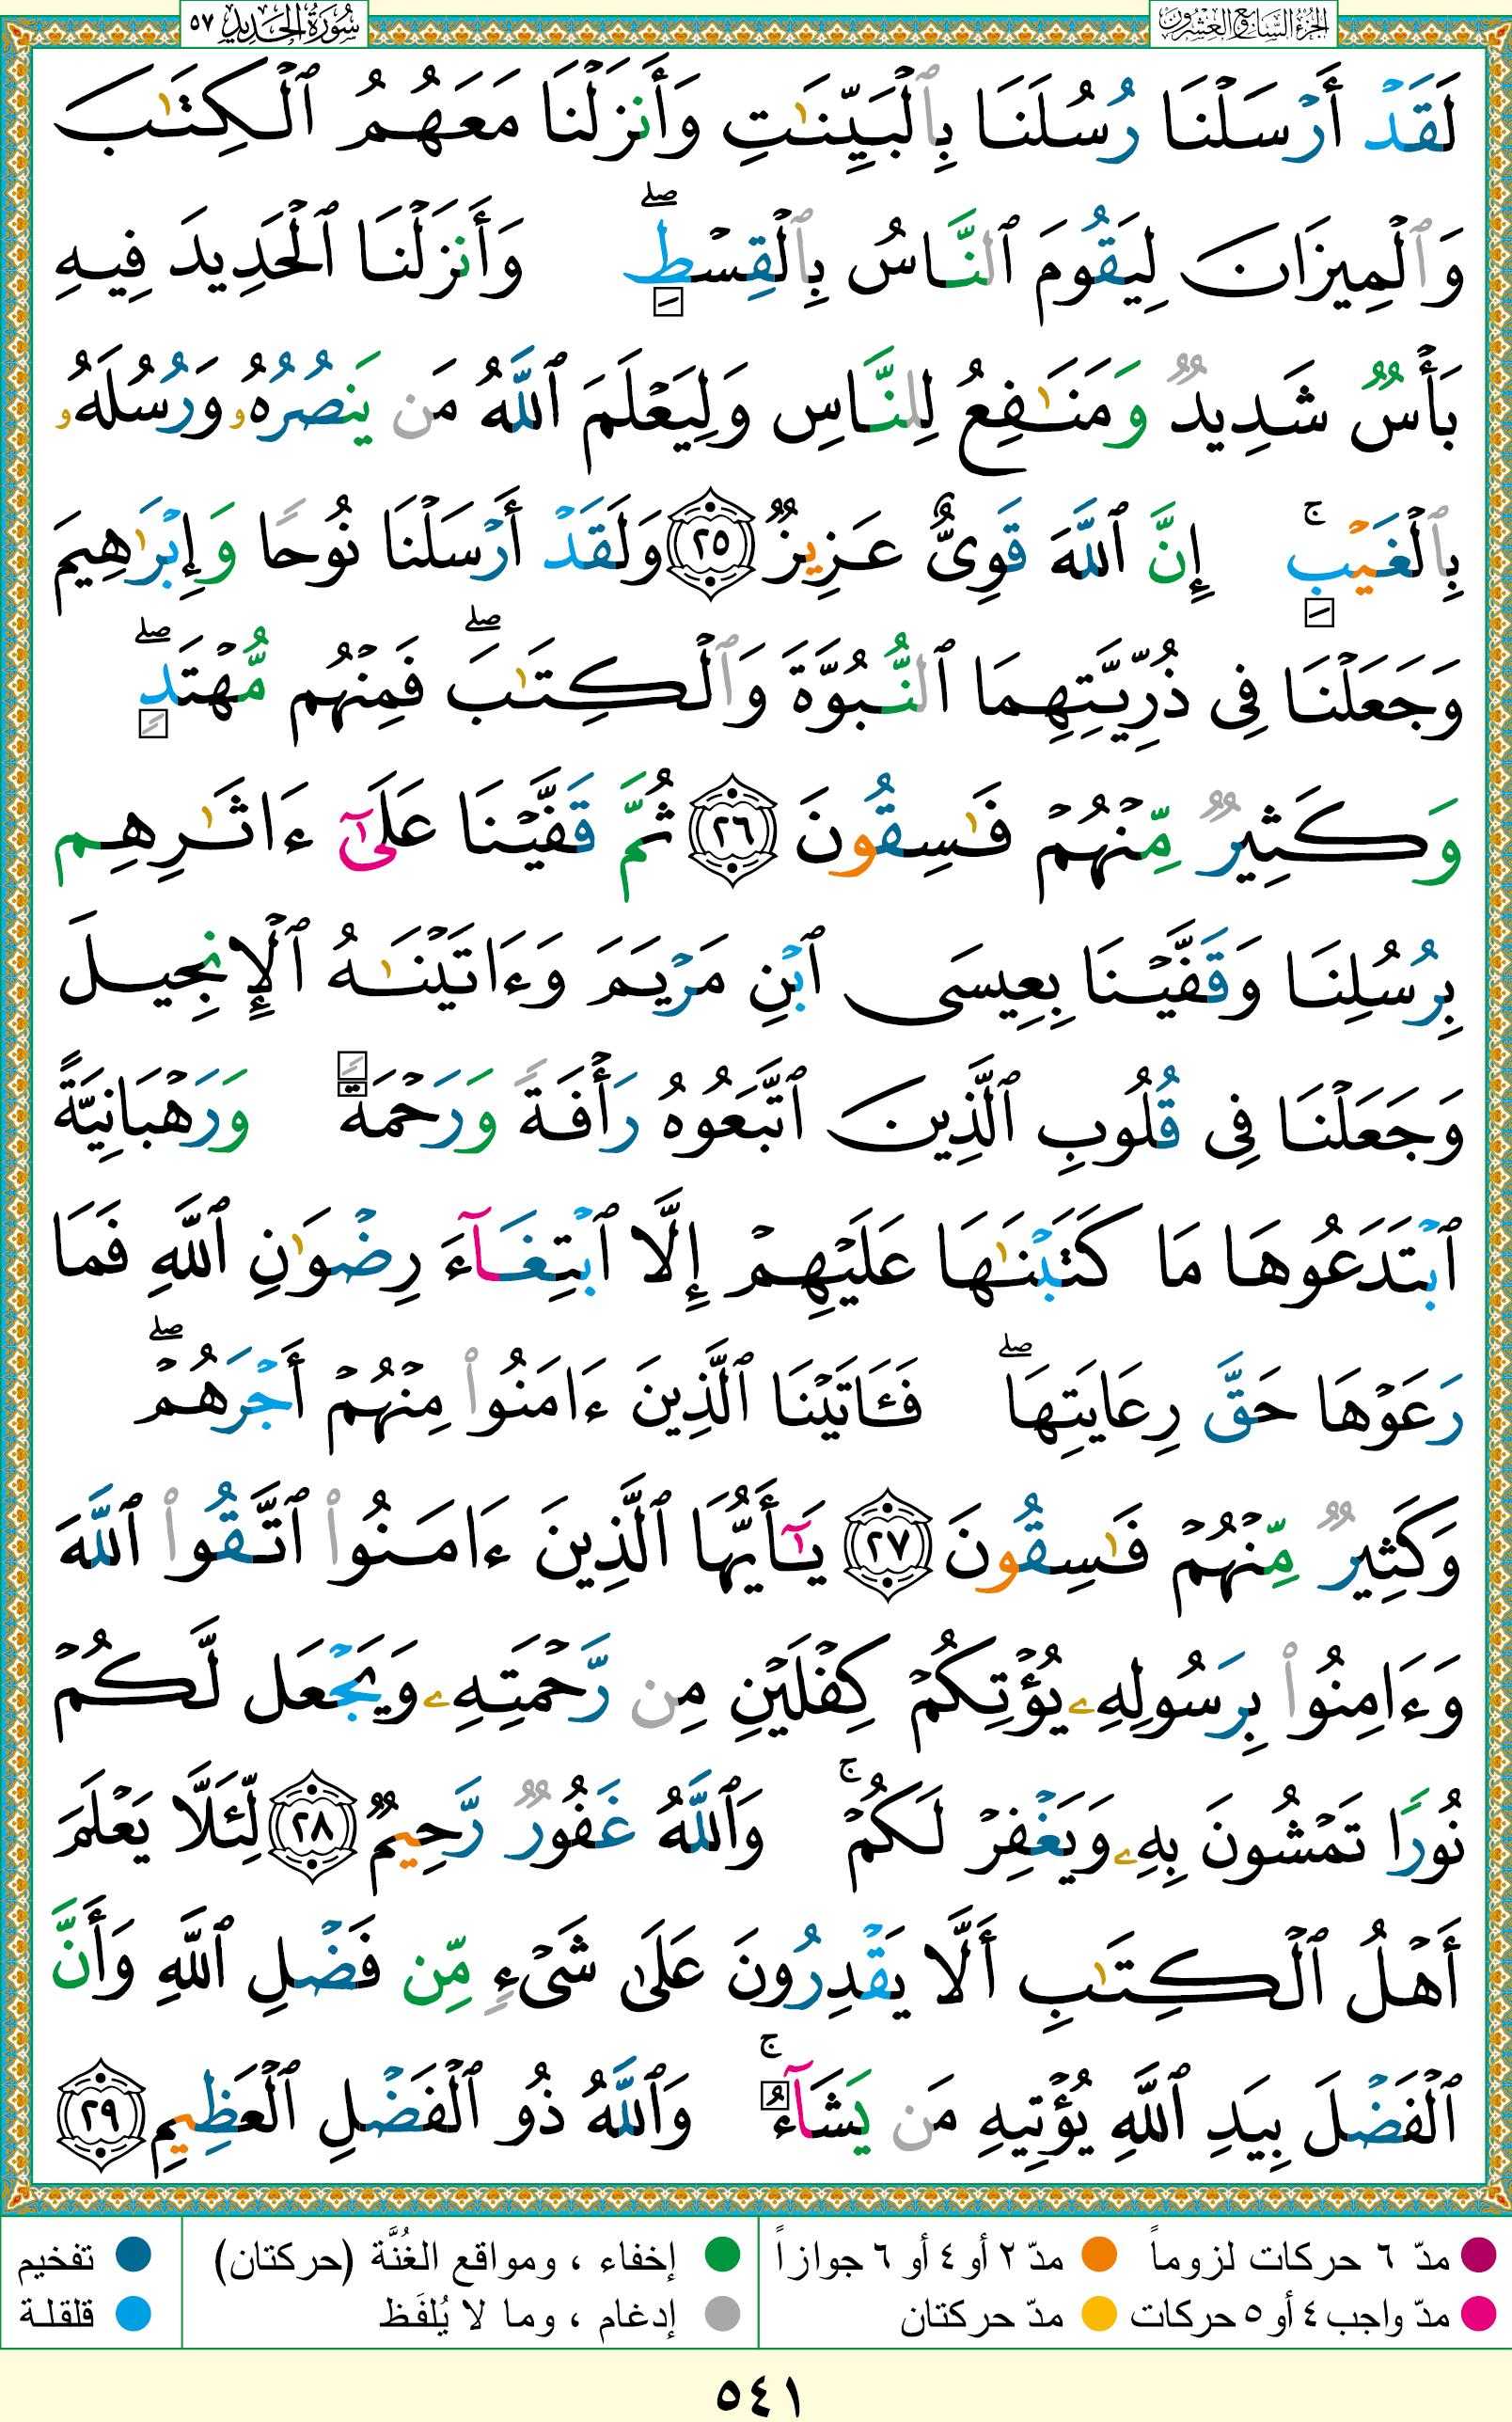 الجزء السابع والعشرون
سورة الحديد ٥٧
لَقَدْ أَرْسَلْنَا رُسُلَنَا بِٱلْبَيِّنَٰتِ وَأَنزَلْنَا مَعَهُمُ ٱلْكِتَٰبَ
وَٱلْمِيزَانَ لِيَقُومَ ٱلنَّاسُ بِٱلْقِسْطِ ۖ وَأَنزَلْنَا ٱلْحَدِيدَ فِيهِ
بَأْسٌ شَدِيدٌ وَمَنَٰفِعُ لِلنَّاسِ وَلِيَعْلَمَ ٱللَّهُ مَن يَنصُرُهُۥ وَرُسُلَهُۥ
بِٱلْغَيْبِ ۚ إِنَّ ٱللَّهَ قَوِىٌّ عَزِيزٌ ٢٥ وَلَقَدْ أَرْسَلْنَا نُوحًا وَإِبْرَٰهِيمَ
وَجَعَلْنَا فِى ذُرِّيَّتِهِمَا ٱلنُّبُوَّةَ وَٱلْكِتَٰبَ ۖ فَمِنْهُم مُّهْتَدٍ ۖ
وَكَثِيرٌ مِّنْهُمْ فَٰسِقُونَ ٢٦ ثُمَّ قَفَّيْنَا عَلَىٰٓ ءَاثَٰرِهِم
بِرُسُلِنَا وَقَفَّيْنَا بِعِيسَى ٱبْنِ مَرْيَمَ وَءَاتَيْنَٰهُ ٱلْإِنجِيلَ
وَجَعَلْنَا فِى قُلُوبِ ٱلَّذِينَ ٱتَّبَعُوهُ رَأْفَةً وَرَحْمَةً وَرَهْبَانِيَّةً
ٱبْتَدَعُوهَا مَا كَتَبْنَٰهَا عَلَيْهِمْ إِلَّا ٱبْتِغَآءَ رِضْوَٰنِ ٱللَّهِ فَمَا
رَعَوْهَا حَقَّ رِعَايَتِهَا ۖ فَـَٔاتَيْنَا ٱلَّذِينَ ءَامَنُوا۟ مِنْهُمْ أَجْرَهُمْ ۖ
وَكَثِيرٌ مِّنْهُمْ فَٰسِقُونَ ٢٧ يَٰٓأَيُّهَا ٱلَّذِينَ ءَامَنُوا۟ ٱتَّقُوا۟ ٱللَّهَ
وَءَامِنُوا۟ بِرَسُولِهِۦ يُؤْتِكُمْ كِفْلَيْنِ مِن رَّحْمَتِهِۦ وَيَجْعَل لَّكُمْ
نُورًا تَمْشُونَ بِهِۦ وَيَغْفِرْ لَكُمْ ۚ وَٱللَّهُ غَفُورٌ رَّحِيمٌ ٢٨ لِّئَلَّا يَعْلَمَ
أَهْلُ ٱلْكِتَٰبِ أَلَّا يَقْدِرُونَ عَلَىٰ شَىْءٍ مِّن فَضْلِ ٱللَّهِ وَأَنَّ
ٱلْفَضْلَ بِيَدِ ٱللَّهِ يُؤْتِيهِ مَن يَشَآءُ ۚ وَٱللَّهُ ذُو ٱلْفَضْلِ ٱلْعَظِيمِ ٢٩
مدّ ٦ حركات لزوماً مدّ ٢ أو ٤ أو ٦ جوازاً إخفاء ، ومواقع الغُنَّة (حركتان) تفخيم
مدّ واجب ٤ أو ٥ حركات مدّ حركتان إدغام ، وما لا يُلفَظ قلقلة
٥٤١